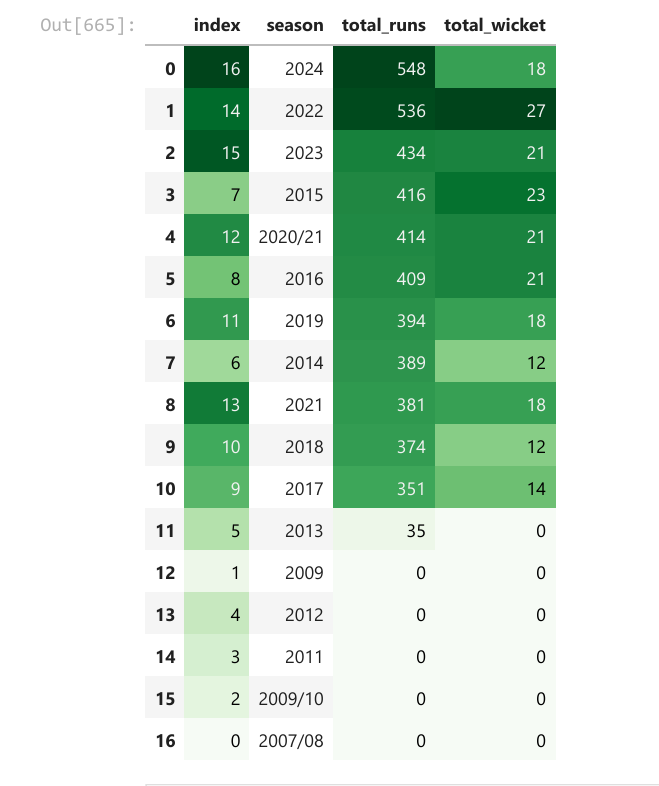 Out[665]: index season total_runs total_wicket
0 16 2024 548 18
1 14 2022 536 27
2 15 2023 434 21
3 7 2015 416 23
4 12 2020/21 414 21
5 8 2016 409 21
6 11 2019 394 18
7 6 2014 389 12
8 13 2021 381 18
9 10 2018 374 12
10 9 2017 351 14
11 5 2013 35 0
12 1 2009 0 0
13 4 2012 0 0
14 3 2011 0 0
15 2 2009/10 0 0
16 0 2007/08 0 0